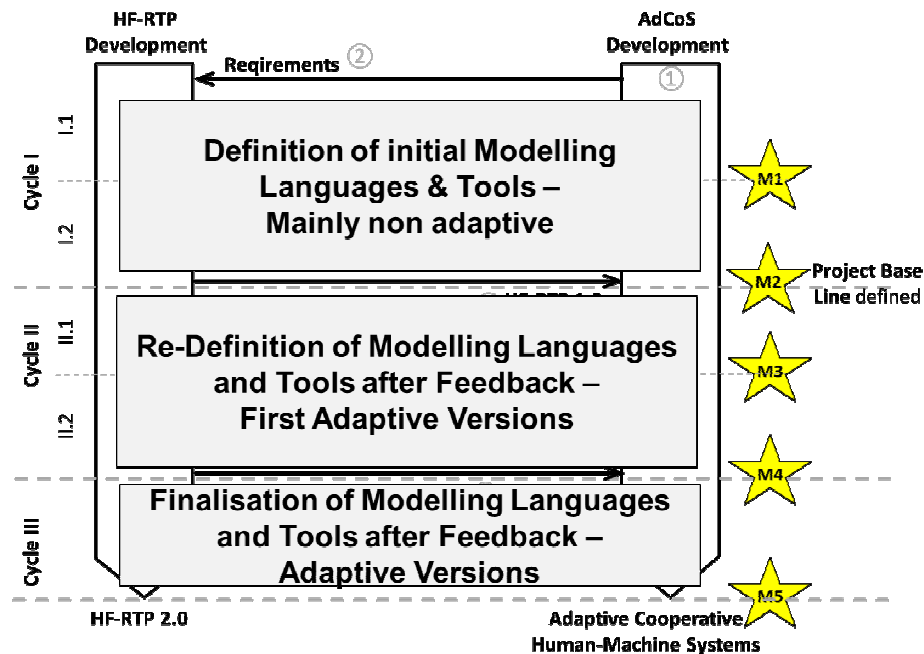 HF-RTP
Development
AdCoS
Development
Reqirements ②
①
Cycle I
I.1
I.2
Definition of initial Modelling
Languages & Tools –
Mainly non adaptive
M1
M2
Project Base
Line defined
Cycle II
II.1
II.2
Re-Definition of Modelling Languages
and Tools after Feedback –
First Adaptive Versions
M3
M4
Cycle III
Finalisation of Modelling Languages
and Tools after Feedback –
Adaptive Versions
M5
HF-RTP 2.0
Adaptive Cooperative
Human-Machine Systems